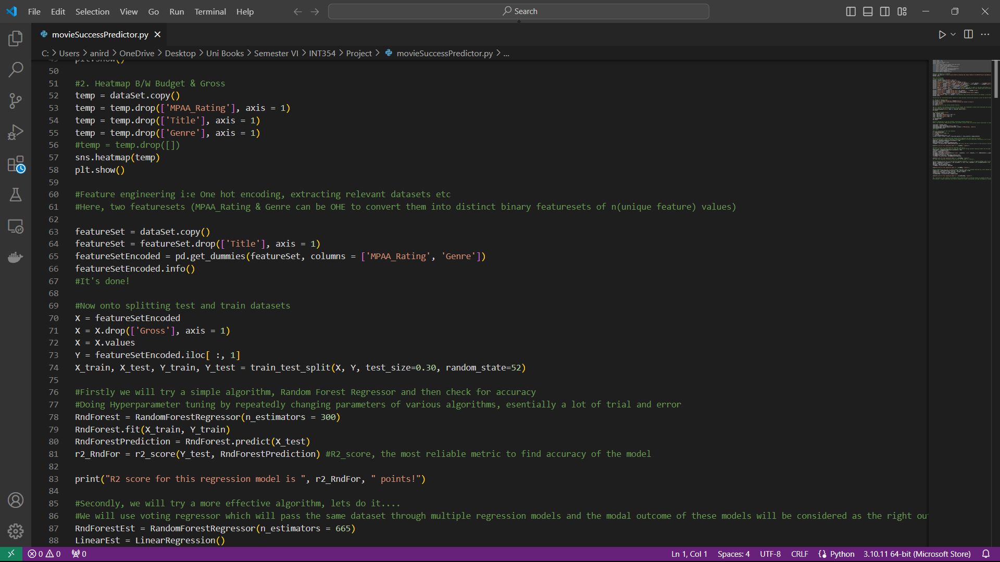 File Edit Selection View Go Run Terminal Help Search
movieSuccessPredictor.py
C: > Users > anird > OneDrive > Desktop > Uni Books > Semester VI > INT354 > Project > movieSuccessPredictor.py > ...
49 plt.show()
50
51 #2. Heatmap B/W Budget & Gross
52 temp = dataSet.copy()
53 temp = temp.drop(['MPAA_Rating'], axis = 1)
54 temp = temp.drop(['Title'], axis = 1)
55 temp = temp.drop(['Genre'], axis = 1)
56 #temp = temp.drop([])
57 sns.heatmap(temp)
58 plt.show()
59
60 #Feature engineering i:e One hot encoding, extracting relevant datasets etc
61 #Here, two featuresets (MPAA_Rating & Genre can be OHE to convert them into distinct binary featuresets of n(unique feature) values)
62
63 featureSet = dataSet.copy()
64 featureSet = featureSet.drop(['Title'], axis = 1)
65 featureSetEncoded = pd.get_dummies(featureSet, columns = ['MPAA_Rating', 'Genre'])
66 featureSetEncoded.info()
67 #It's done!
68
69 #Now onto splitting test and train datasets
70 X = featureSetEncoded
71 X = X.drop(['Gross'], axis = 1)
72 X = X.values
73 Y = featureSetEncoded.iloc[ :, 1]
74 X_train, X_test, Y_train, Y_test = train_test_split(X, Y, test_size=0.30, random_state=52)
75
76 #Firstly we will try a simple algorithm, Random Forest Regressor and then check for accuracy
77 #Doing Hyperparameter tuning by repeatedly changing parameters of various algorithms, esentially a lot of trial and error
78 RndForest = RandomForestRegressor(n_estimators = 300)
79 RndForest.fit(X_train, Y_train)
80 RndForestPrediction = RndForest.predict(X_test)
81 r2_RndFor = r2_score(Y_test, RndForestPrediction) #R2_score, the most reliable metric to find accuracy of the model
82
83 print("R2 score for this regression model is ", r2_RndFor, " points!")
84
85 #Secondly, we will try a more effective algorithm, lets do it....
86 #We will use voting regressor which will pass the same dataset through multiple regression models and the modal outcome of these models will be considered as the right ou
87 RndForestEst = RandomForestRegressor(n_estimators = 665)
88 LinearEst = LinearRegression()
0 0 0 Ln 1, Col 1 Spaces: 4 UTF-8 CRLF Python 3.10.11 64-bit (Microsoft Store)